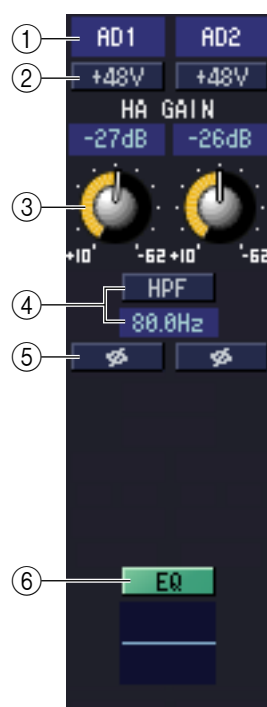 ① AD1 AD2
② +48V +48V
HA GAIN
-27dB -26dB
③
+10 -62 +10 -62
④ HPF
80.0Hz
⑤ ø ø
⑥ EQ